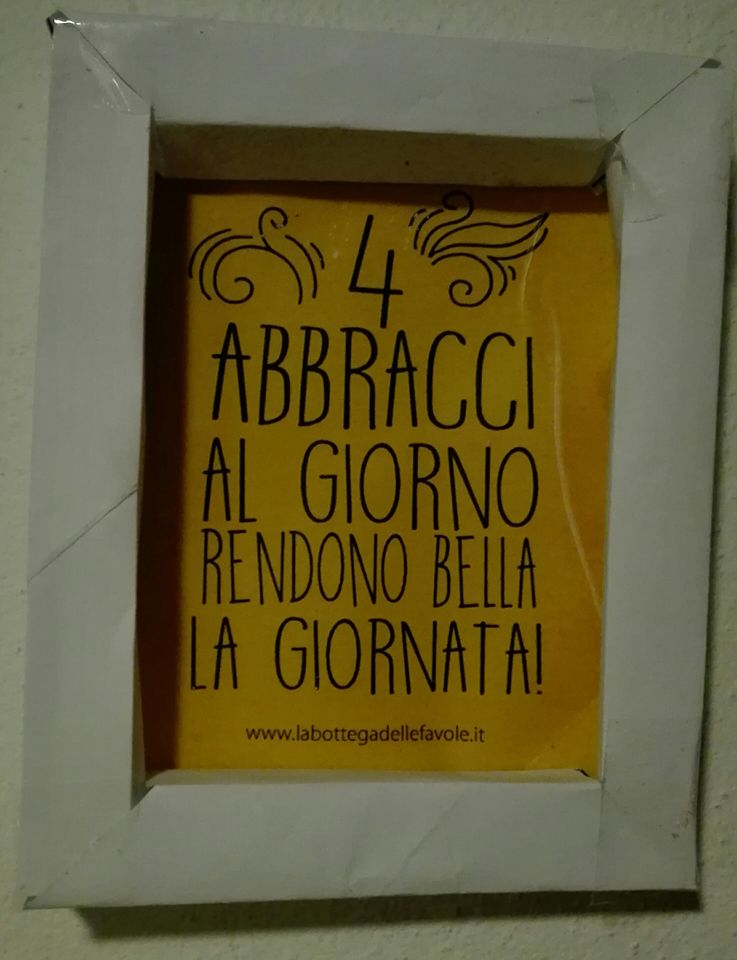 4
ABBRACCI
AL GIORNO
RENDONO BELLA
LA GIORNATA!
www.labottegadellefavole.it